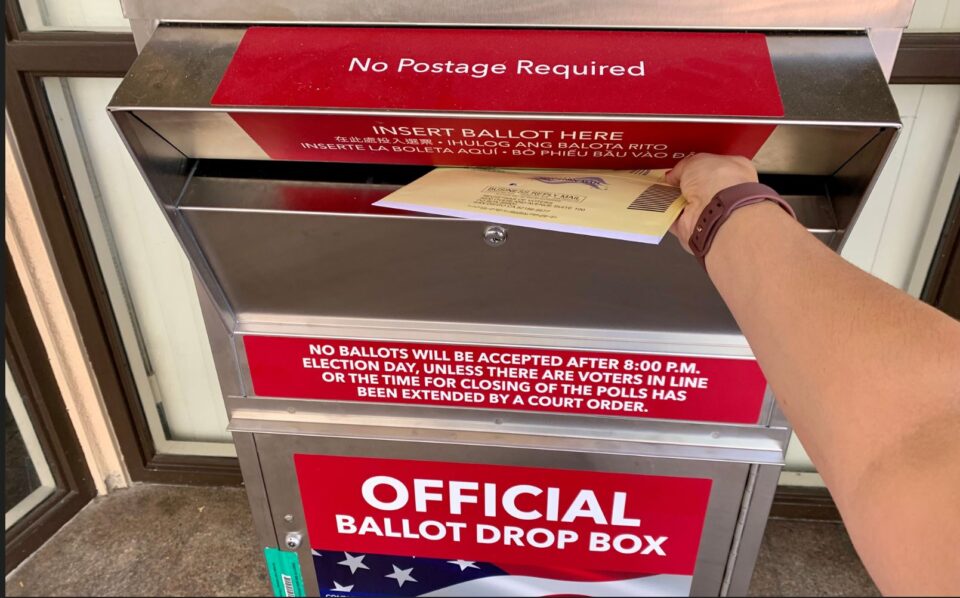 No Postage Required
INSERT BALLOT HERE
在此處投入選票 • IHULOG ANG BALOTA RITO
INSERTE LA BOLETA AQUÍ • BỎ PHIẾU BẦU VÀO
BUSINESS REPLY MAIL
NO BALLOTS WILL BE ACCEPTED AFTER 8:00 P.M.
ELECTION DAY, UNLESS THERE ARE VOTERS IN LINE
OR THE TIME FOR CLOSING OF THE POLLS HAS
BEEN EXTENDED BY A COURT ORDER.
OFFICIAL
BALLOT DROP BOX